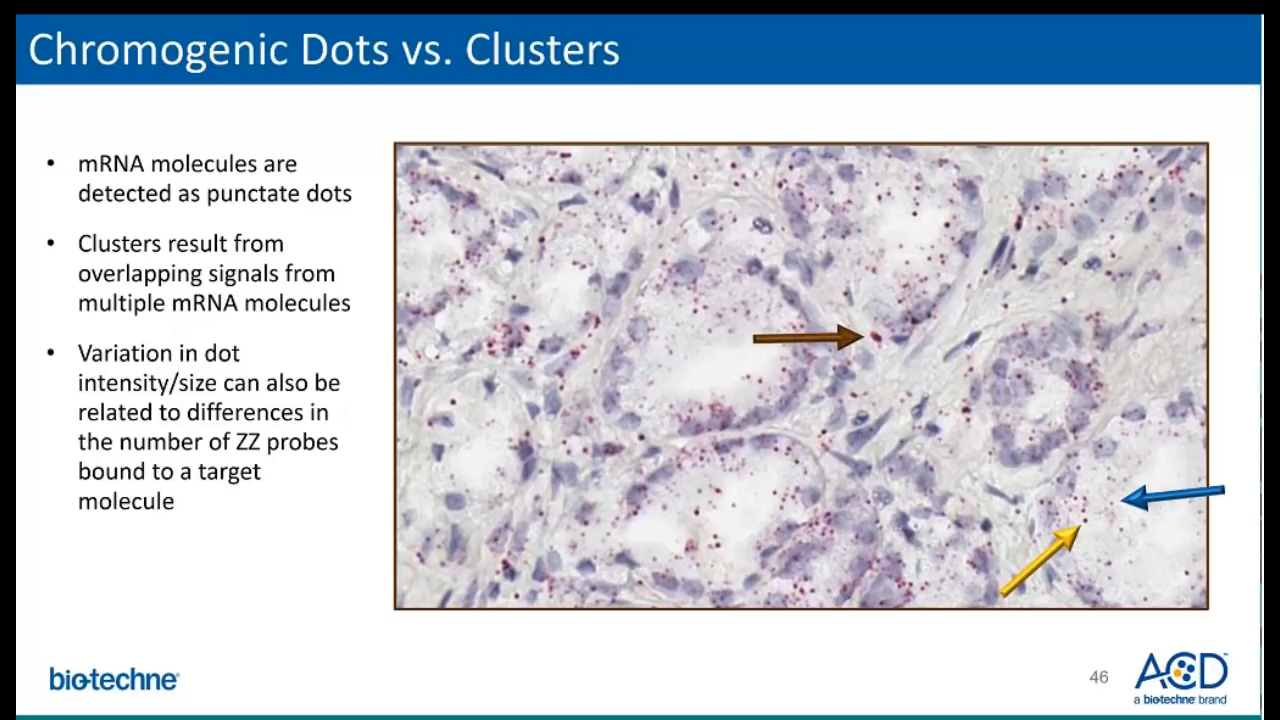 Chromogenic Dots vs. Clusters
• mRNA molecules are
detected as punctate dots
• Clusters result from
overlapping signals from
multiple mRNA molecules
• Variation in dot
intensity/size can also be
related to differences in
the number of ZZ probes
bound to a target
molecule
bio-techne®
46
ACD™
a biotechne brand